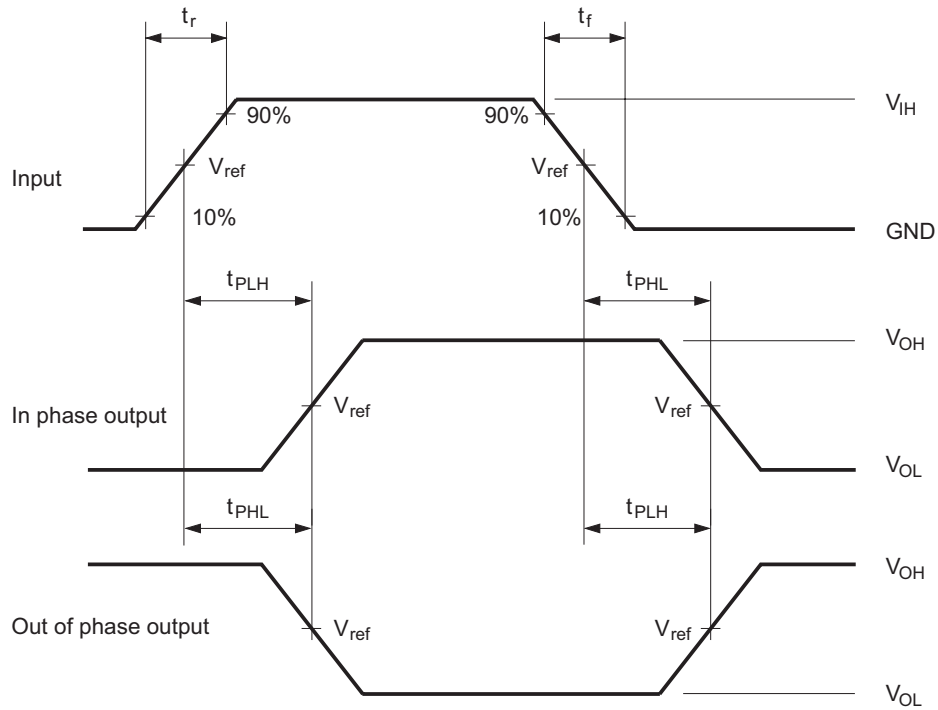 tr
tf
90%
90%
VIH
Vref
Vref
Input
10%
10%
GND
tPLH
tPHL
VOH
Vref
Vref
In phase output
VOL
tPHL
tPLH
VOH
Out of phase output
Vref
Vref
VOL